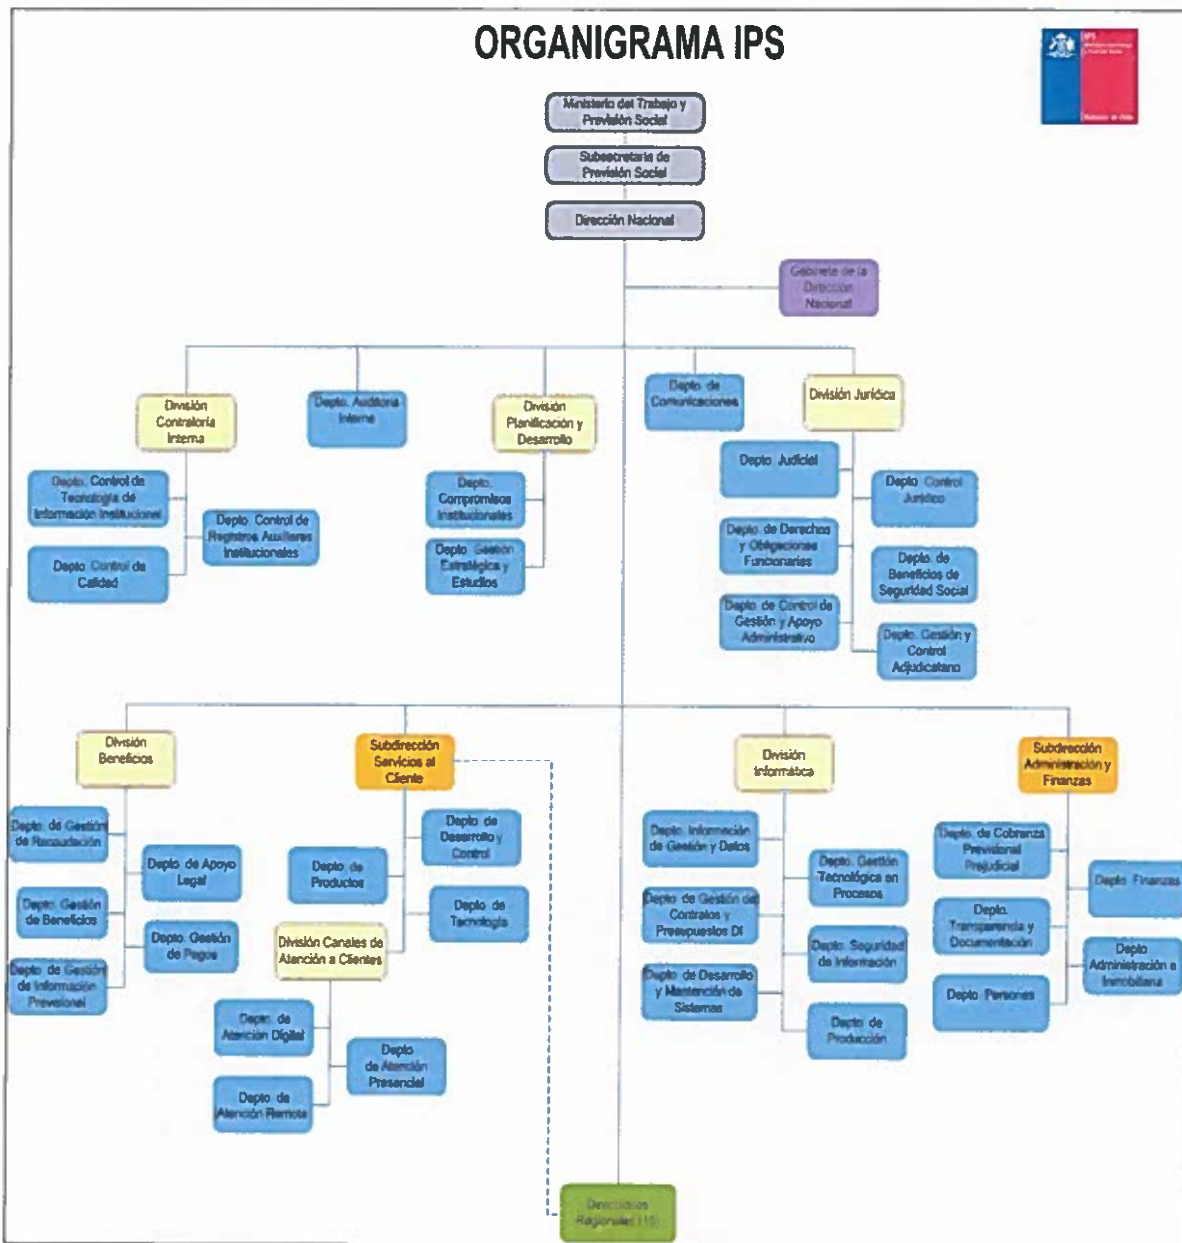 ORGANIGRAMA IPS
IPS
Ministerio del Trabajo y
Previsión Social
Subsecretaria de
Previsión Social
Dirección Nacional
Gabinete de la
Dirección
Nacional
División
Contraloría
Interna
Depto. Auditoria
Interna
División
Planificación y
Desarrollo
Depto de
Comunicaciones
División Jurídica
Depto. Control de
Tecnología de
Información Institucional
Depto Control de
Registros Auxiliares
Institucionales
Depto Control de
Calidad
Depto.
Compromisos
Institucionales
Depto Gestión
Estratégica y
Estudios
Depto Judicial
Depto Control
Jurídico
Depto de Derechos
y Obligaciones
Funcionarias
Depto. de
Beneficios de
Seguridad Social
Depto de Control de
Gestión y Apoyo
Administrativo
Depto. Gestión y
Control
Adjudicatario
División
Beneficios
Subdirección
Servicios al
Cliente
División
Informática
Subdirección
Administración y
Finanzas
Depto. de Gestión
de Recaudación
Depto de Apoyo
Legal
Depto. Gestión
de Beneficios
Depto. Gestión
de Pagos
Depto de Gestión
de Información
Previsional
Depto de
Desarrollo y
Control
Depto de
Productos
Depto de
Tecnología
División Canales de
Atención a Clientes
Depto. de
Atención Digital
Depto
de Atención
Presencial
Depto de
Atención Remota
Depto. Información
de Gestión y Datos
Depto. Gestión
Tecnológica en
Procesos
Depto de Gestión de
Contratos y
Presupuestos DI
Depto. Seguridad
de Información
Depto de Desarrollo
y Mantención de
Sistemas
Depto de
Producción
Depto. de Cobranza
Previsional
Prejudicial
Depto Finanzas
Depto.
Transparencia y
Documentación
Depto
Administración e
Inmobiliaria
Depto Personas
Direcciones
Regionales (15)